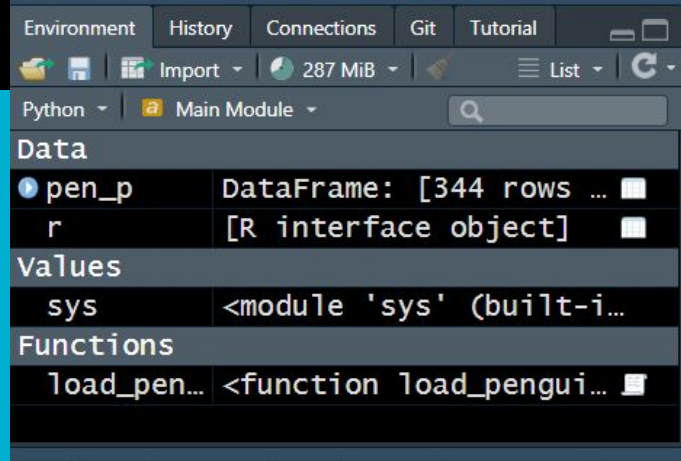 Environment History Connections Git Tutorial
Import 287 MiB List
Python Main Module
Data
pen_p DataFrame: [344 rows …
r [R interface object]
Values
sys <module 'sys' (built-i…
Functions
load_pen… <function load_pengui…